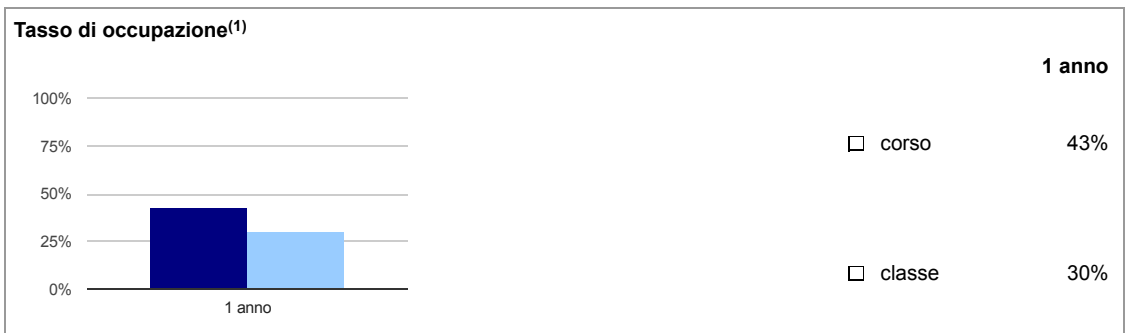 Tasso di occupazione(1)
1 anno
100%
75%
50%
25%
0%
1 anno
corso 43%
classe 30%